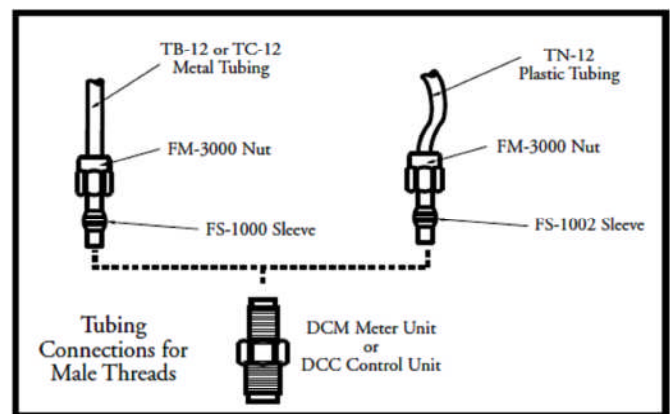 TB-12 or TC-12
Metal Tubing
TN-12
Plastic Tubing
FM-3000 Nut
FM-3000 Nut
FS-1000 Sleeve
FS-1002 Sleeve
Tubing
Connections for
Male Threads
DCM Meter Unit
or
DCC Control Unit